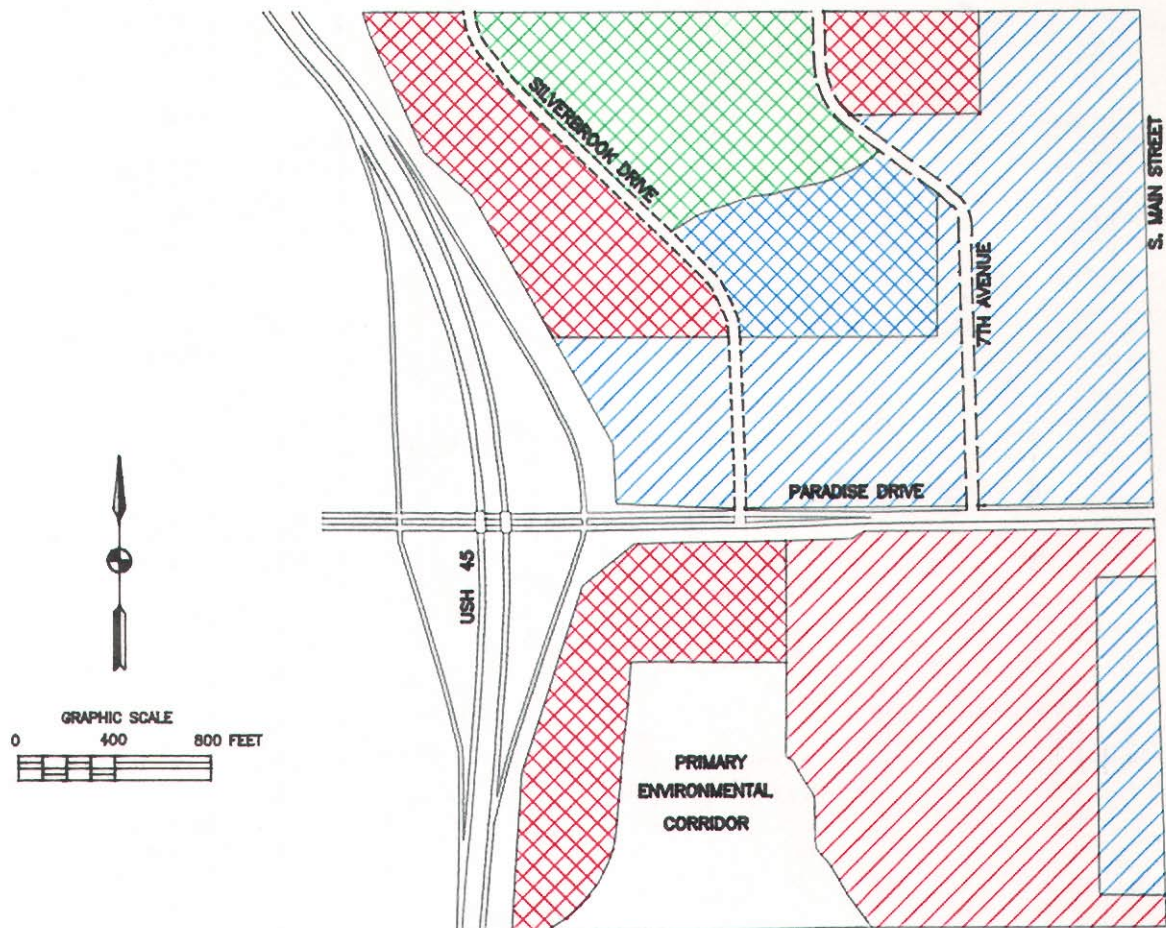 SILVERBROOK DRIVE
S. MAIN STREET
7TH AVENUE
PARADISE DRIVE
USH 45
GRAPHIC SCALE
0 400 800 FEET
PRIMARY
ENVIRONMENTAL
CORRIDOR